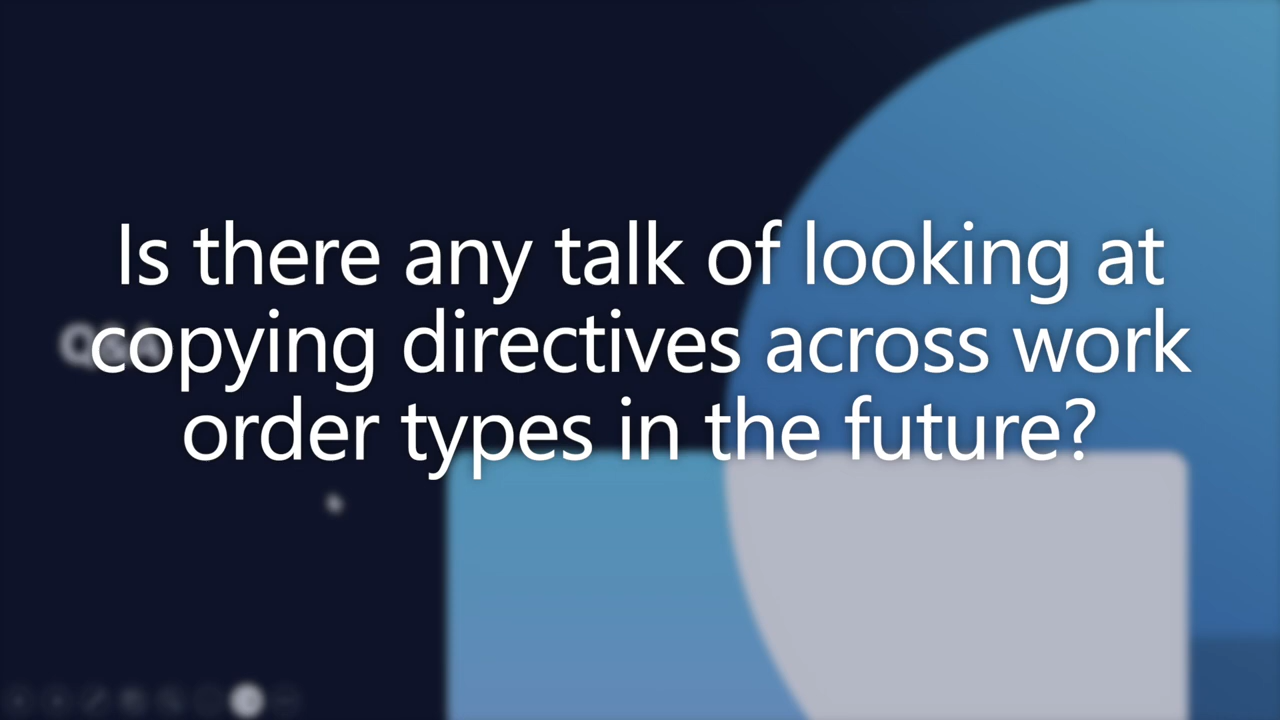 Is there any talk of looking at
copying directives across work
order types in the future?